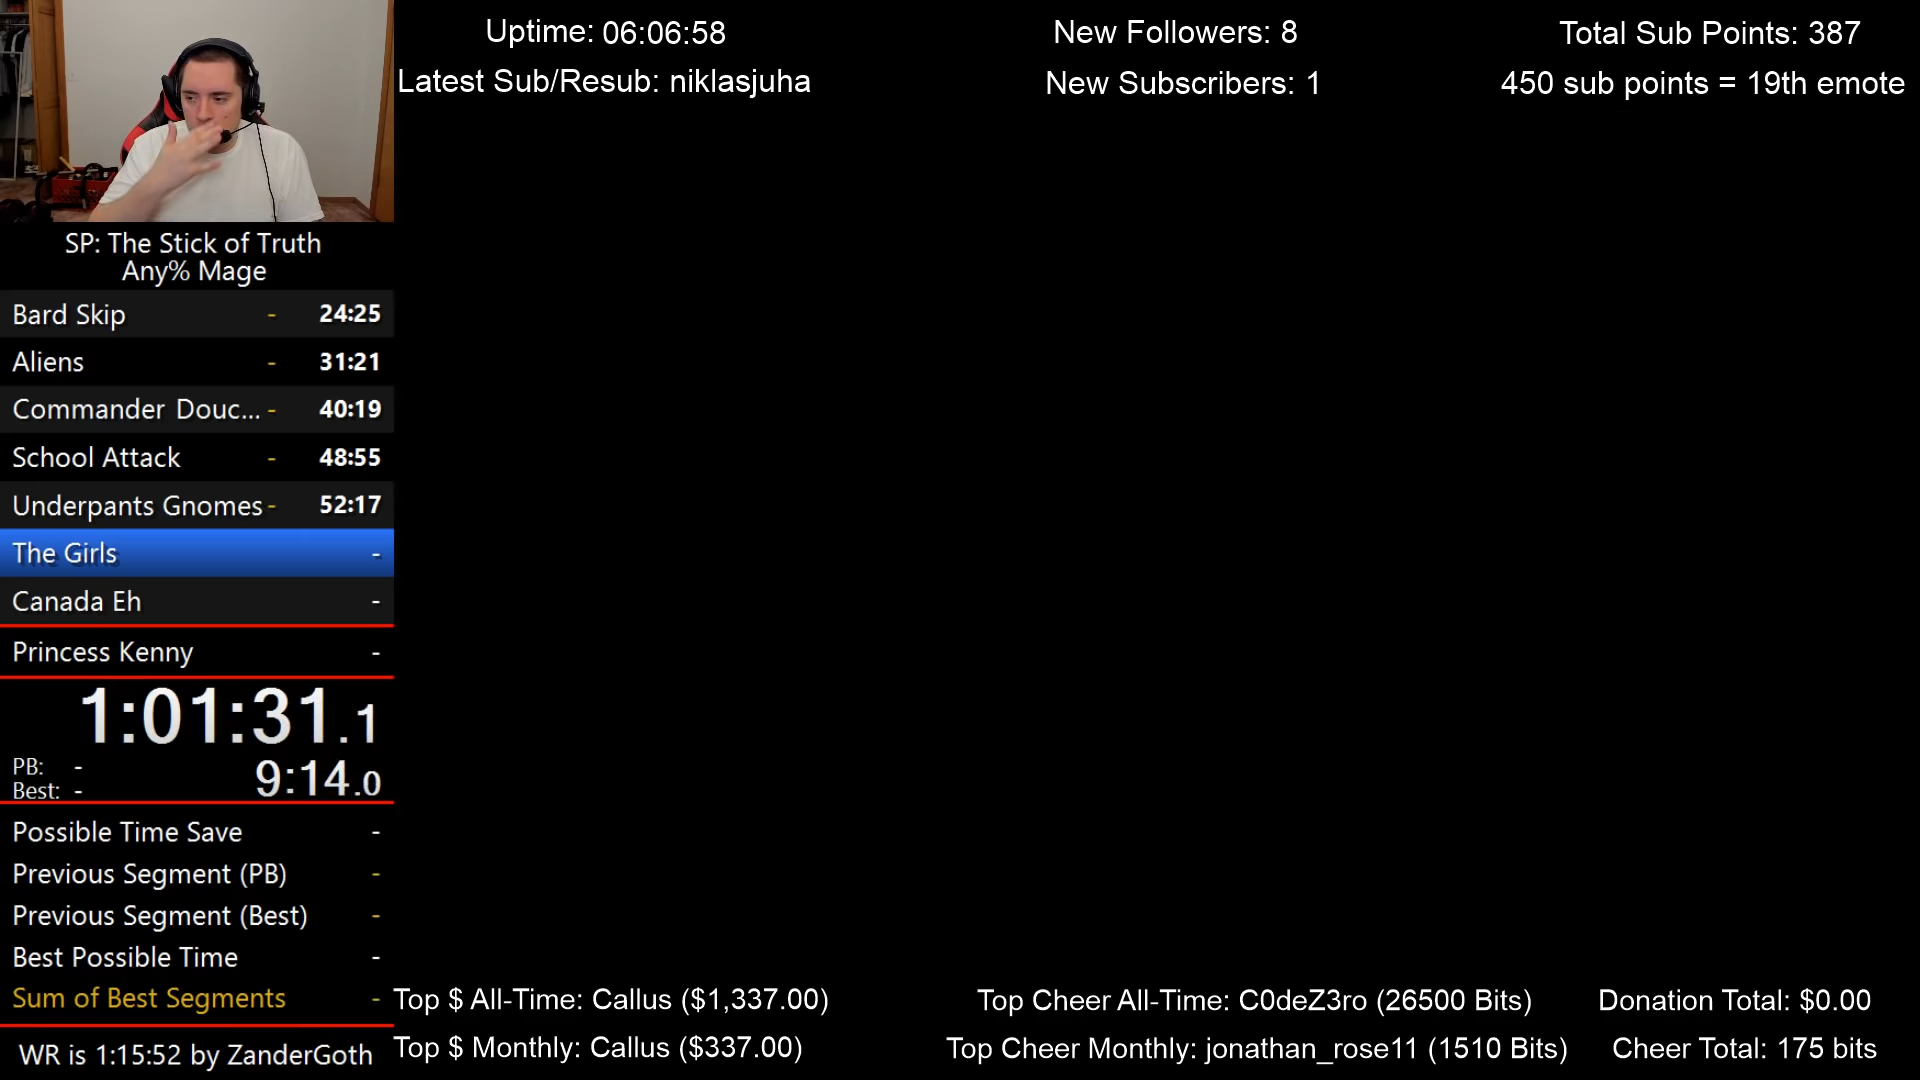 Uptime: 06:06:58
New Followers: 8
Total Sub Points: 387
Latest Sub/Resub: niklasjuha
New Subscribers: 1
450 sub points = 19th emote
SP: The Stick of Truth
Any% Mage
Bard Skip - 24:25
Aliens - 31:21
Commander Douc... - 40:19
School Attack - 48:55
Underpants Gnomes - 52:17
The Girls -
Canada Eh -
Princess Kenny -
1:01:31.1
PB: -
Best: -
9:14.0
Possible Time Save -
Previous Segment (PB) -
Previous Segment (Best) -
Best Possible Time -
Sum of Best Segments -
WR is 1:15:52 by ZanderGoth
Top $ All-Time: Callus ($1,337.00)
Top Cheer All-Time: C0deZ3ro (26500 Bits)
Donation Total: $0.00
Top $ Monthly: Callus ($337.00)
Top Cheer Monthly: jonathan_rose11 (1510 Bits)
Cheer Total: 175 bits